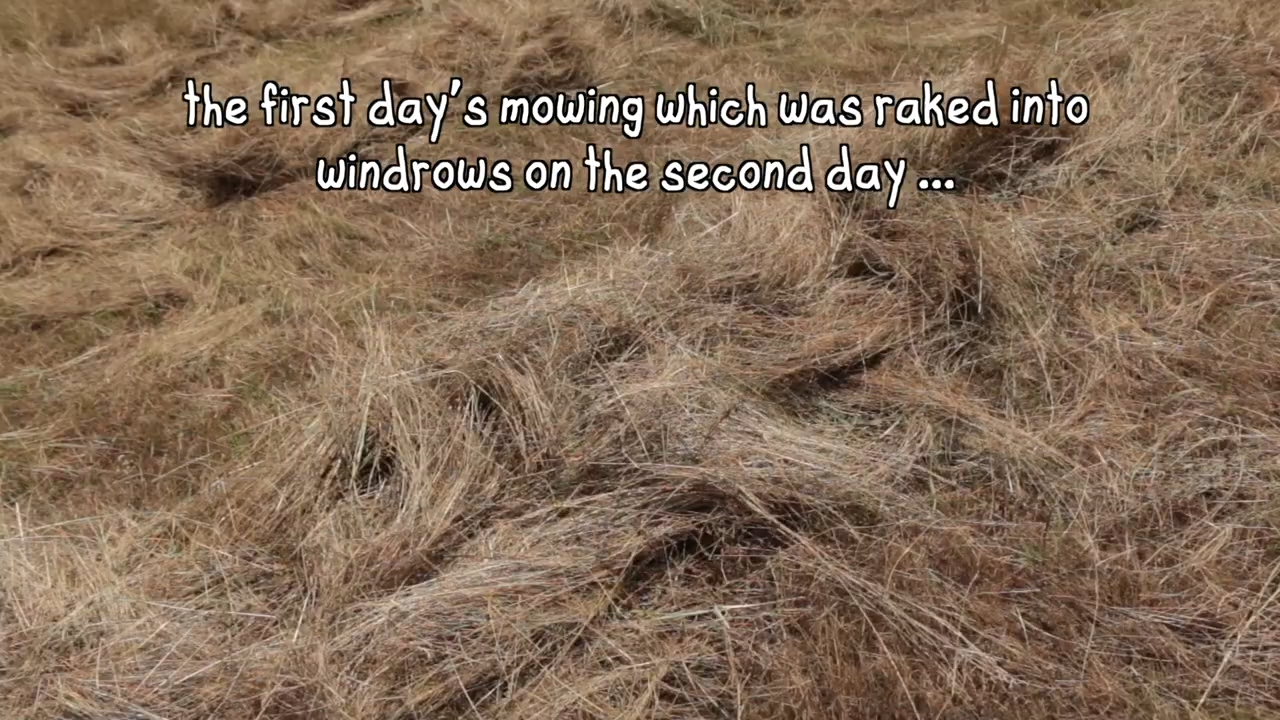 the first day's mowing which was raked into
windrows on the second day ...